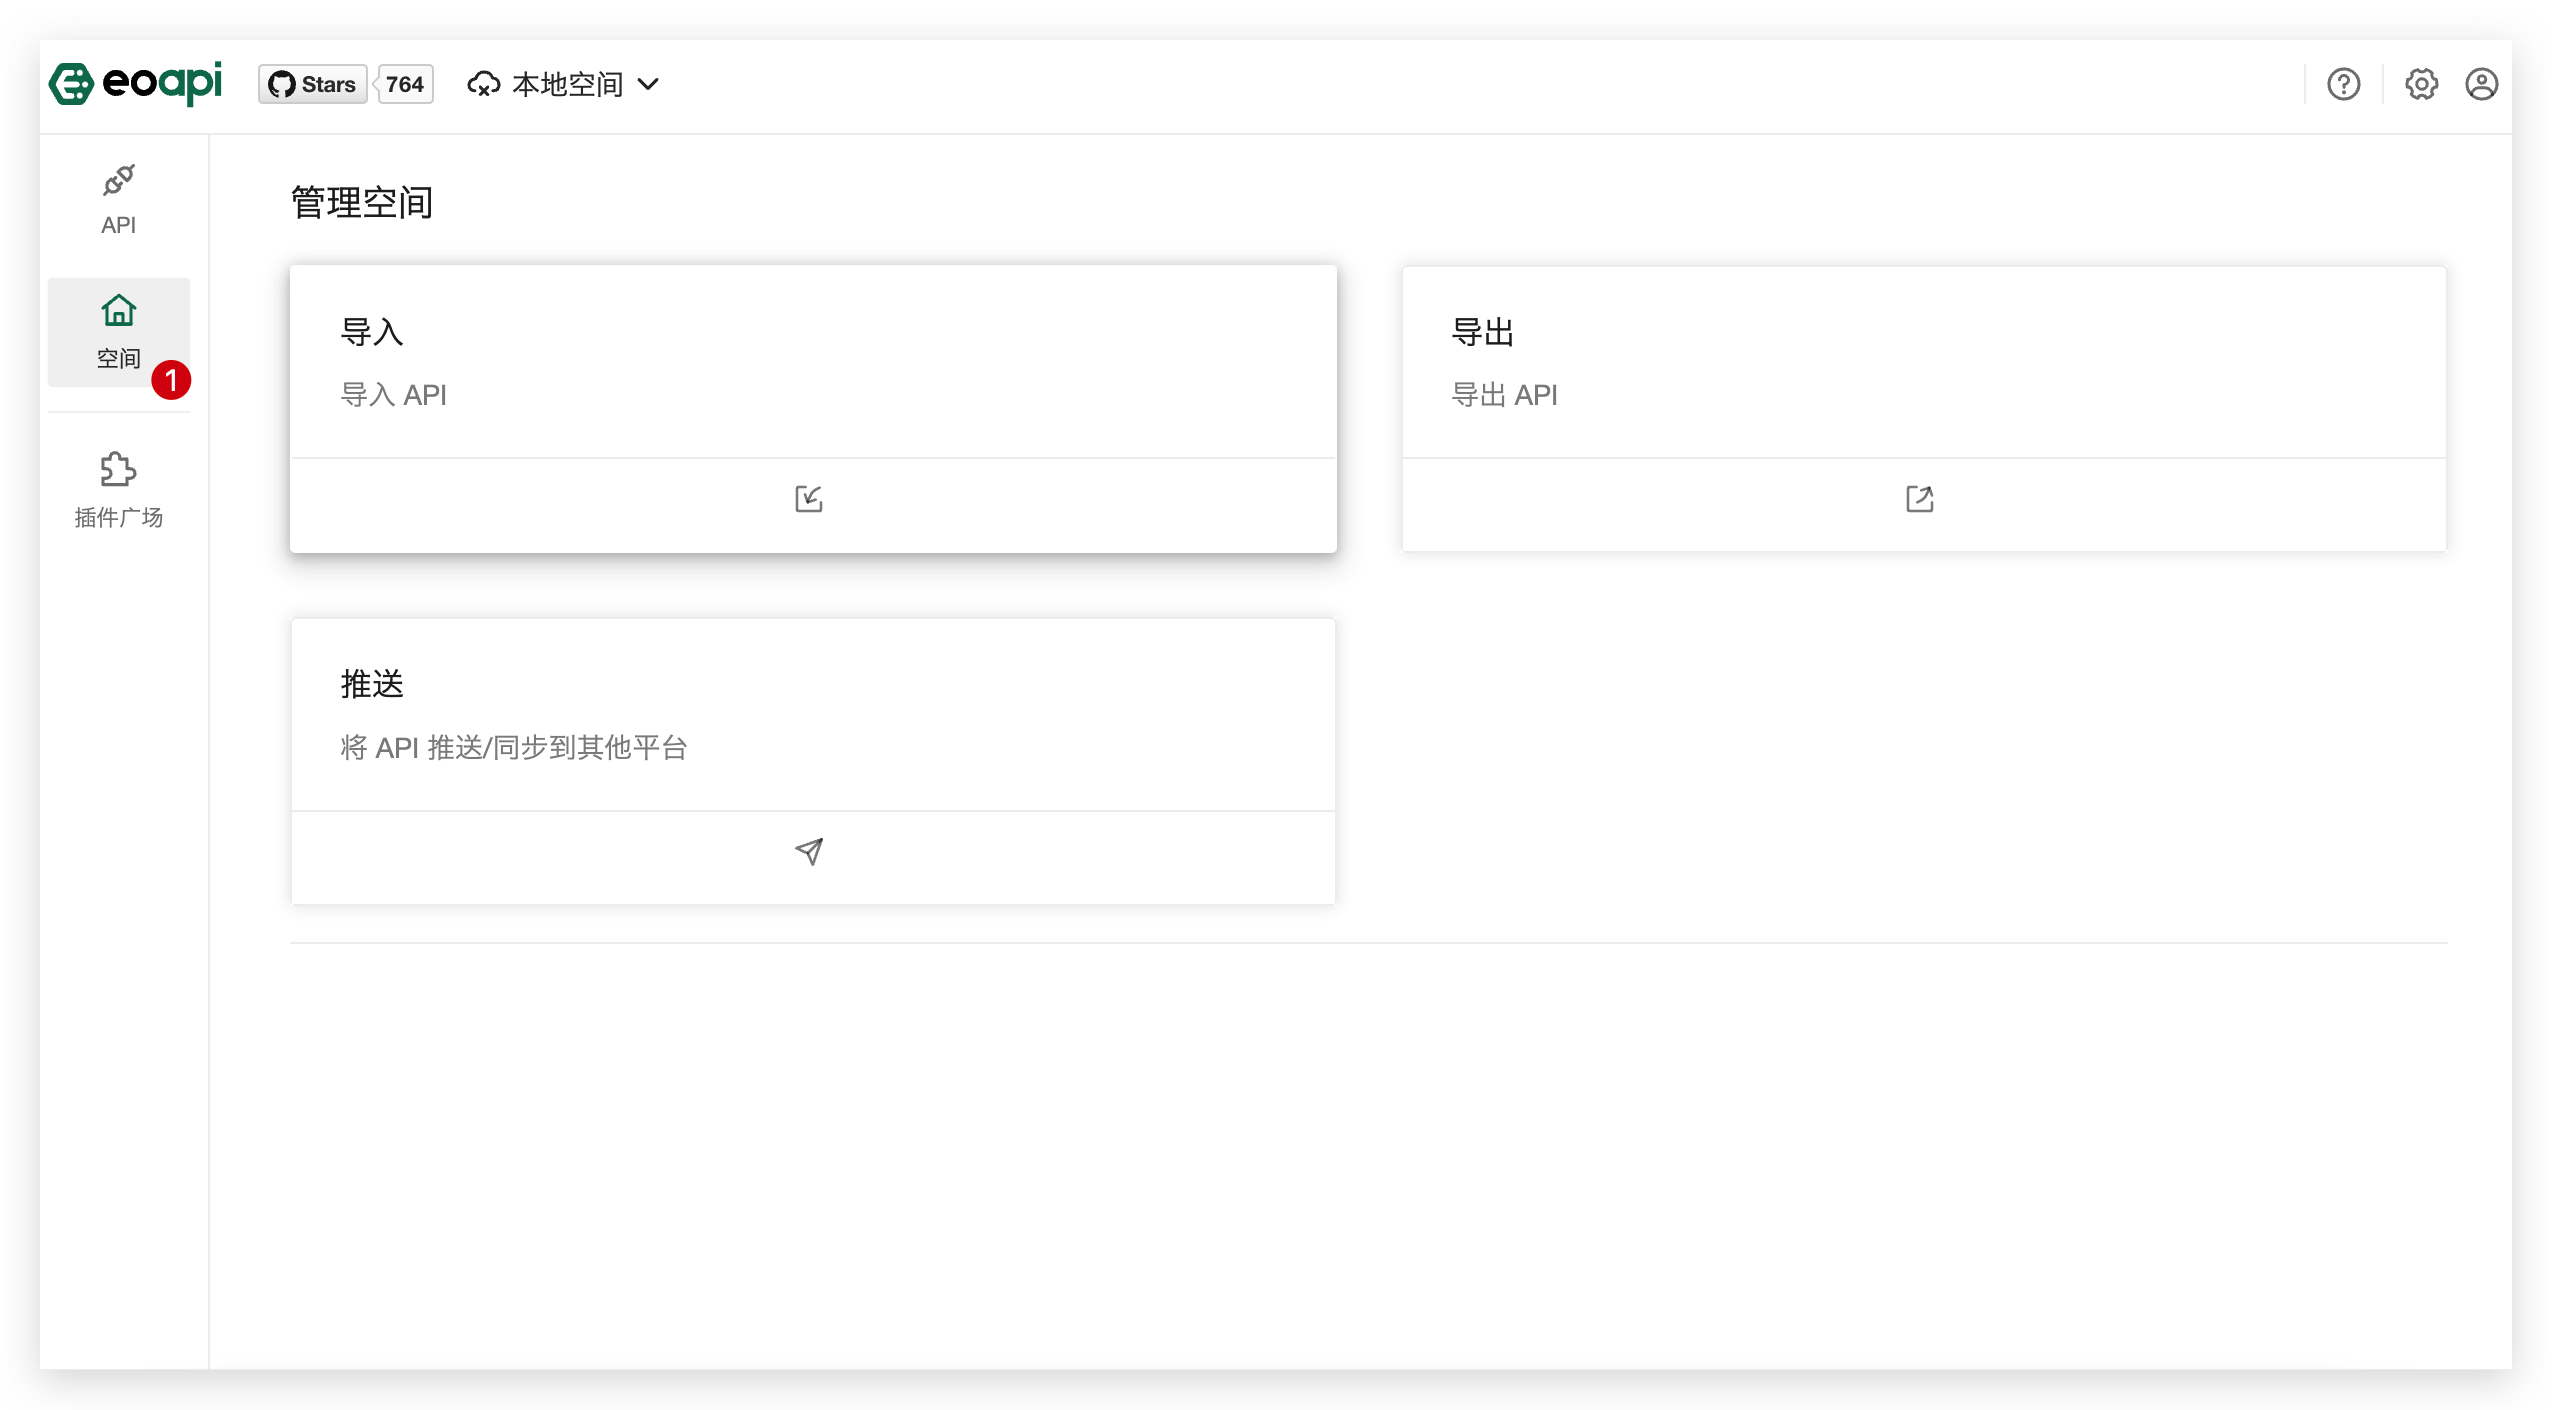 eoapi
Stars 764
本地空间
API
空间
1
插件广场
管理空间
导入
导入 API
导出
导出 API
推送
将 API 推送/同步到其他平台